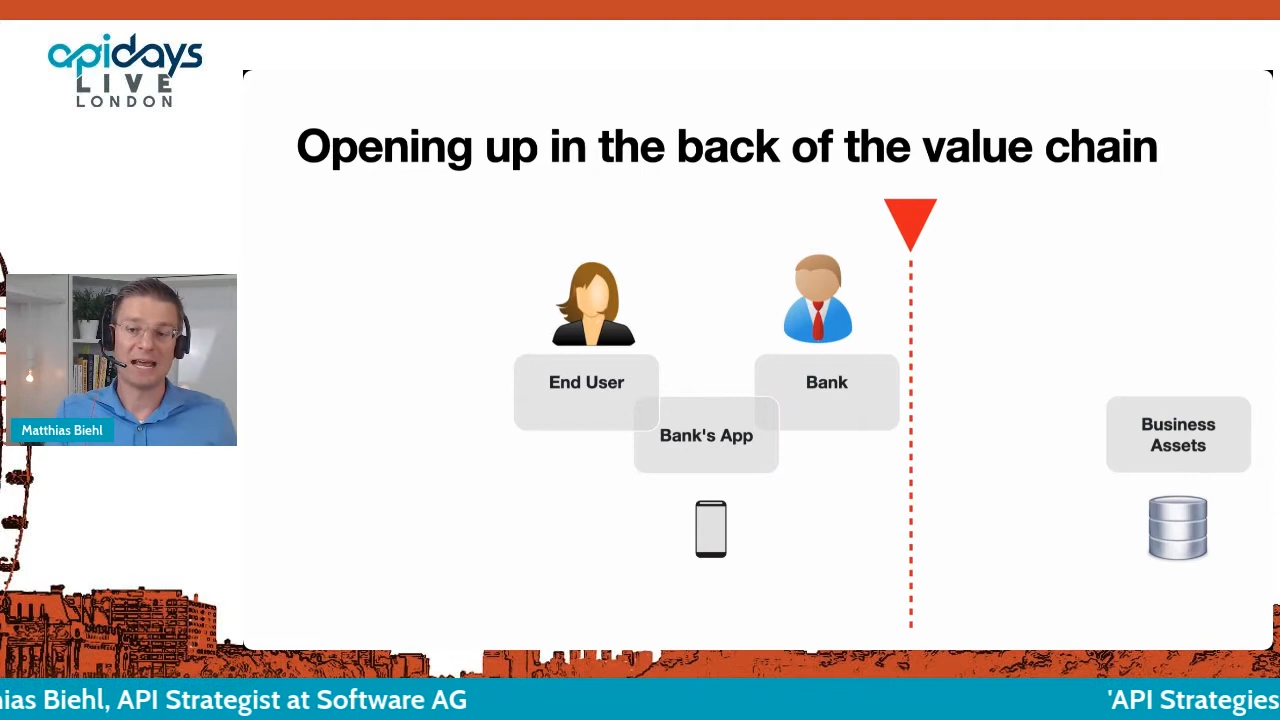 apidays
LIVE
LONDON
Opening up in the back of the value chain
End User
Bank
Bank's App
Business
Assets
Matthias Biehl
ias Biehl, API Strategist at Software AG
'API Strategies